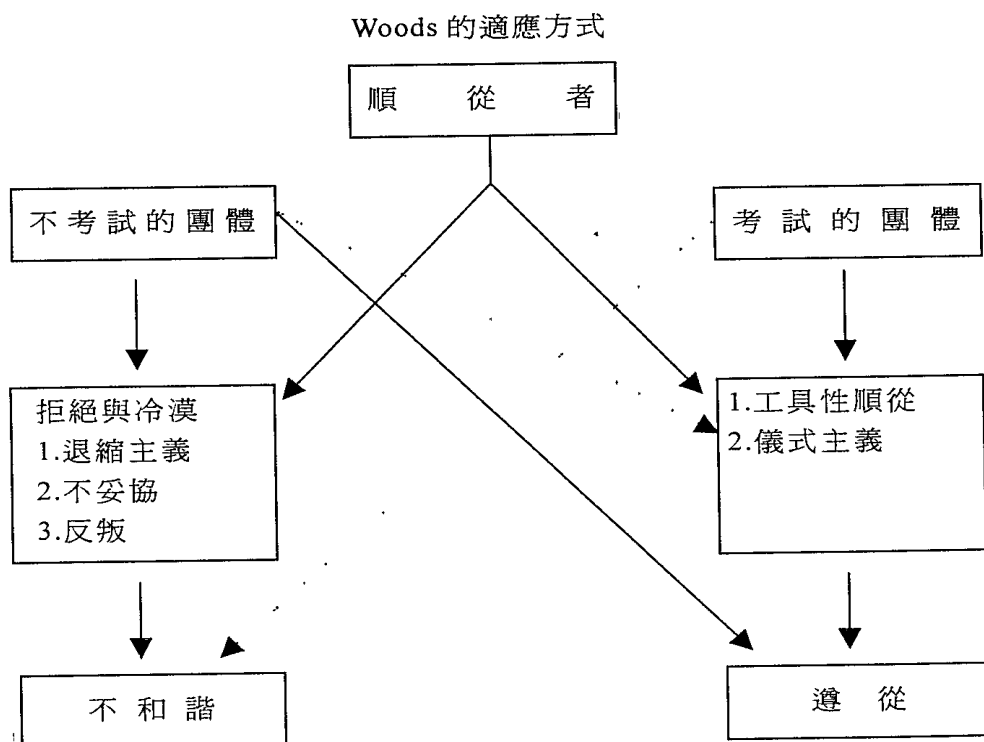 Woods 的適應方式
順 從 者
不考試的團體
考試的團體
拒絕與冷漠
1.退縮主義
2.不妥協
3.反叛
1.工具性順從
2.儀式主義
不和諧
遵從